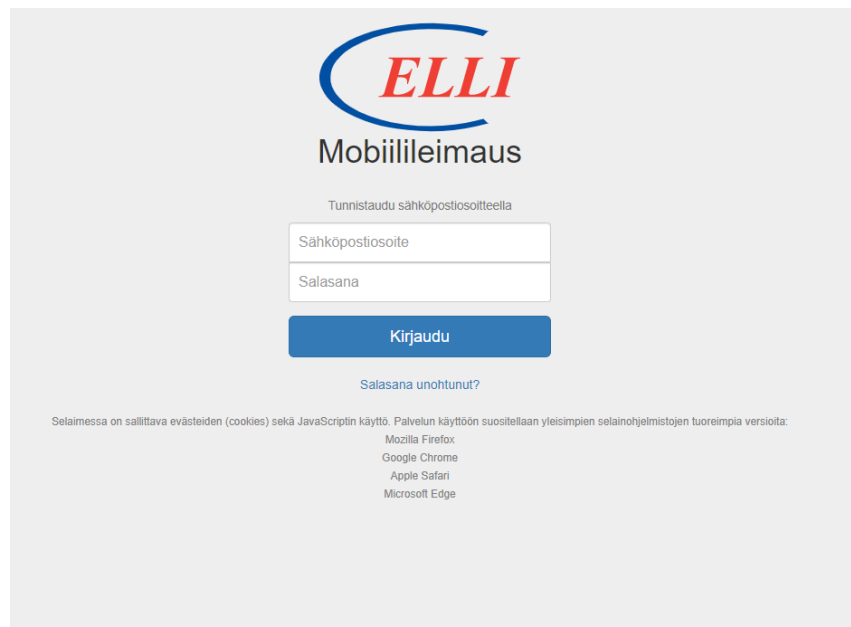 ELLI
Mobiilileimaus
Tunnistaudu sähköpostiosoitteella
Sähköpostiosoite
Salasana
Kirjaudu
Salasana unohtunut?
Selaimessa on sallittava evästeiden (cookies) sekä JavaScriptin käyttö. Palvelun käyttöön suositellaan yleisimpien selainohjelmistojen tuoreimpia versioita:
Mozilla Firefox
Google Chrome
Apple Safari
Microsoft Edge